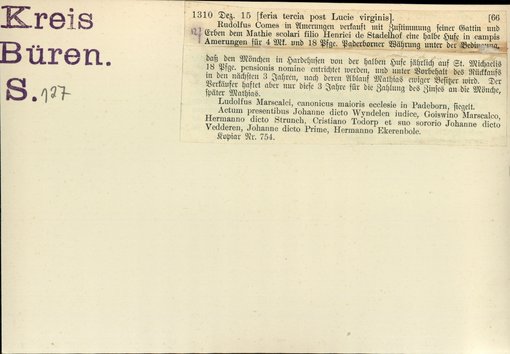 Kreis
Büren.
S. 127
1310 Dez. 15 [feria tercia post Lucie virginis]. [66
Rudolfus Comes in Amerungen verkauft mit Zustimmung seiner Gattin und
127 Erben dem Mathie scolari filio Henrici de Stadelhof eine halbe Hufe in campis
Amerungen für 4 Mk. und 18 Pfge. Paderborner Währung unter der Bedingung,
daß den Mönchen in Hardehusen von der halben Hufe jährlich auf St. Michaelis
18 Pfge. pensionis nomine entrichtet werden, und unter Vorbehalt des Rückkaufs
in den nächsten 3 Jahren, nach deren Ablauf Mathias ewiger Besitzer wird. Der
Verkäufer haftet aber nur diese 3 Jahre für die Zahlung des Zinses an die Mönche,
später Mathias.
Ludolfus Marscalci, canonicus maioris ecclesie in Padeborn, siegelt.
Actum presentibus Johanne dicto Wyndelen iudice, Goiswino Marscalco,
Hermanno dicto Strunch, Cristiano Todorp et suo sororio Johanne dicto
Vedderen, Johanne dicto Prime, Hermanno Ekerenbole.
Kopiar Nr. 754.